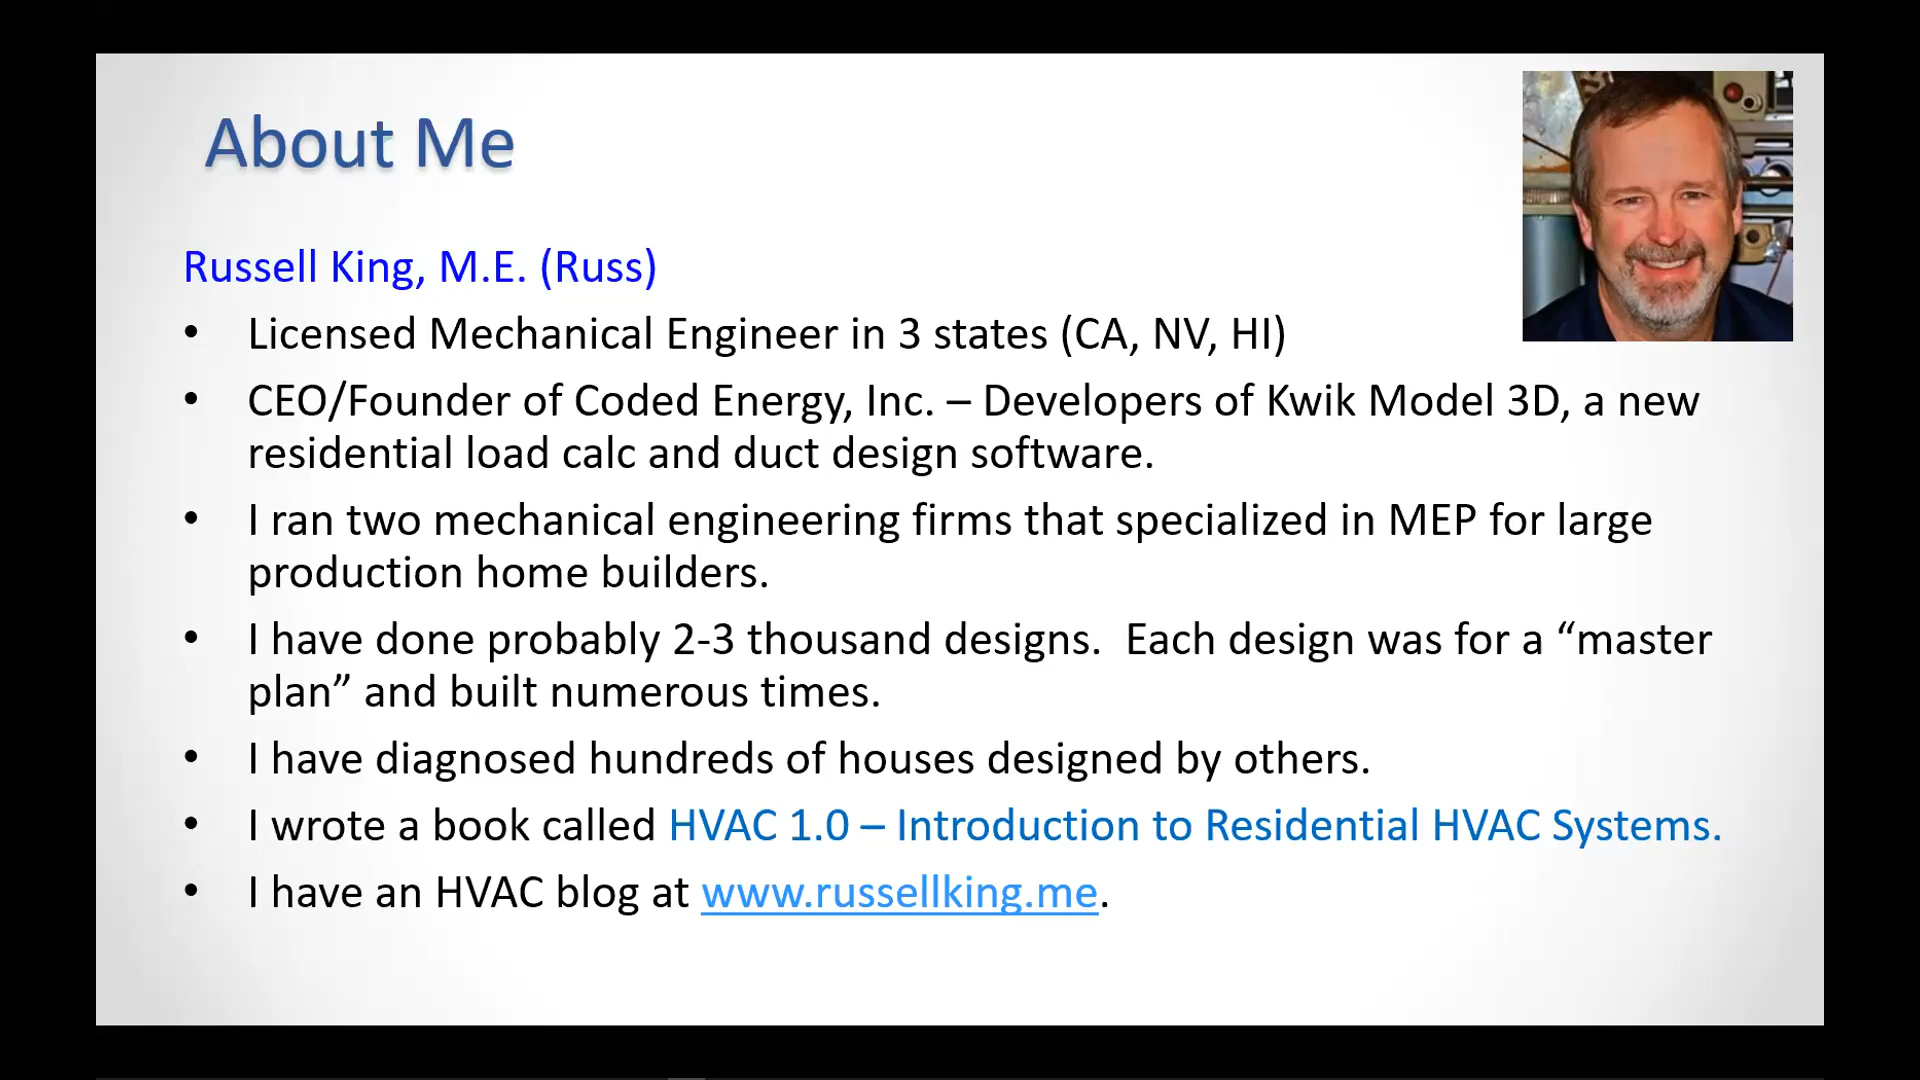 About Me
Russell King, M.E. (Russ)
• Licensed Mechanical Engineer in 3 states (CA, NV, HI)
• CEO/Founder of Coded Energy, Inc. – Developers of Kwik Model 3D, a new
residential load calc and duct design software.
• I ran two mechanical engineering firms that specialized in MEP for large
production home builders.
• I have done probably 2-3 thousand designs.  Each design was for a “master
plan” and built numerous times.
• I have diagnosed hundreds of houses designed by others.
• I wrote a book called HVAC 1.0 – Introduction to Residential HVAC Systems.
• I have an HVAC blog at www.russellking.me.